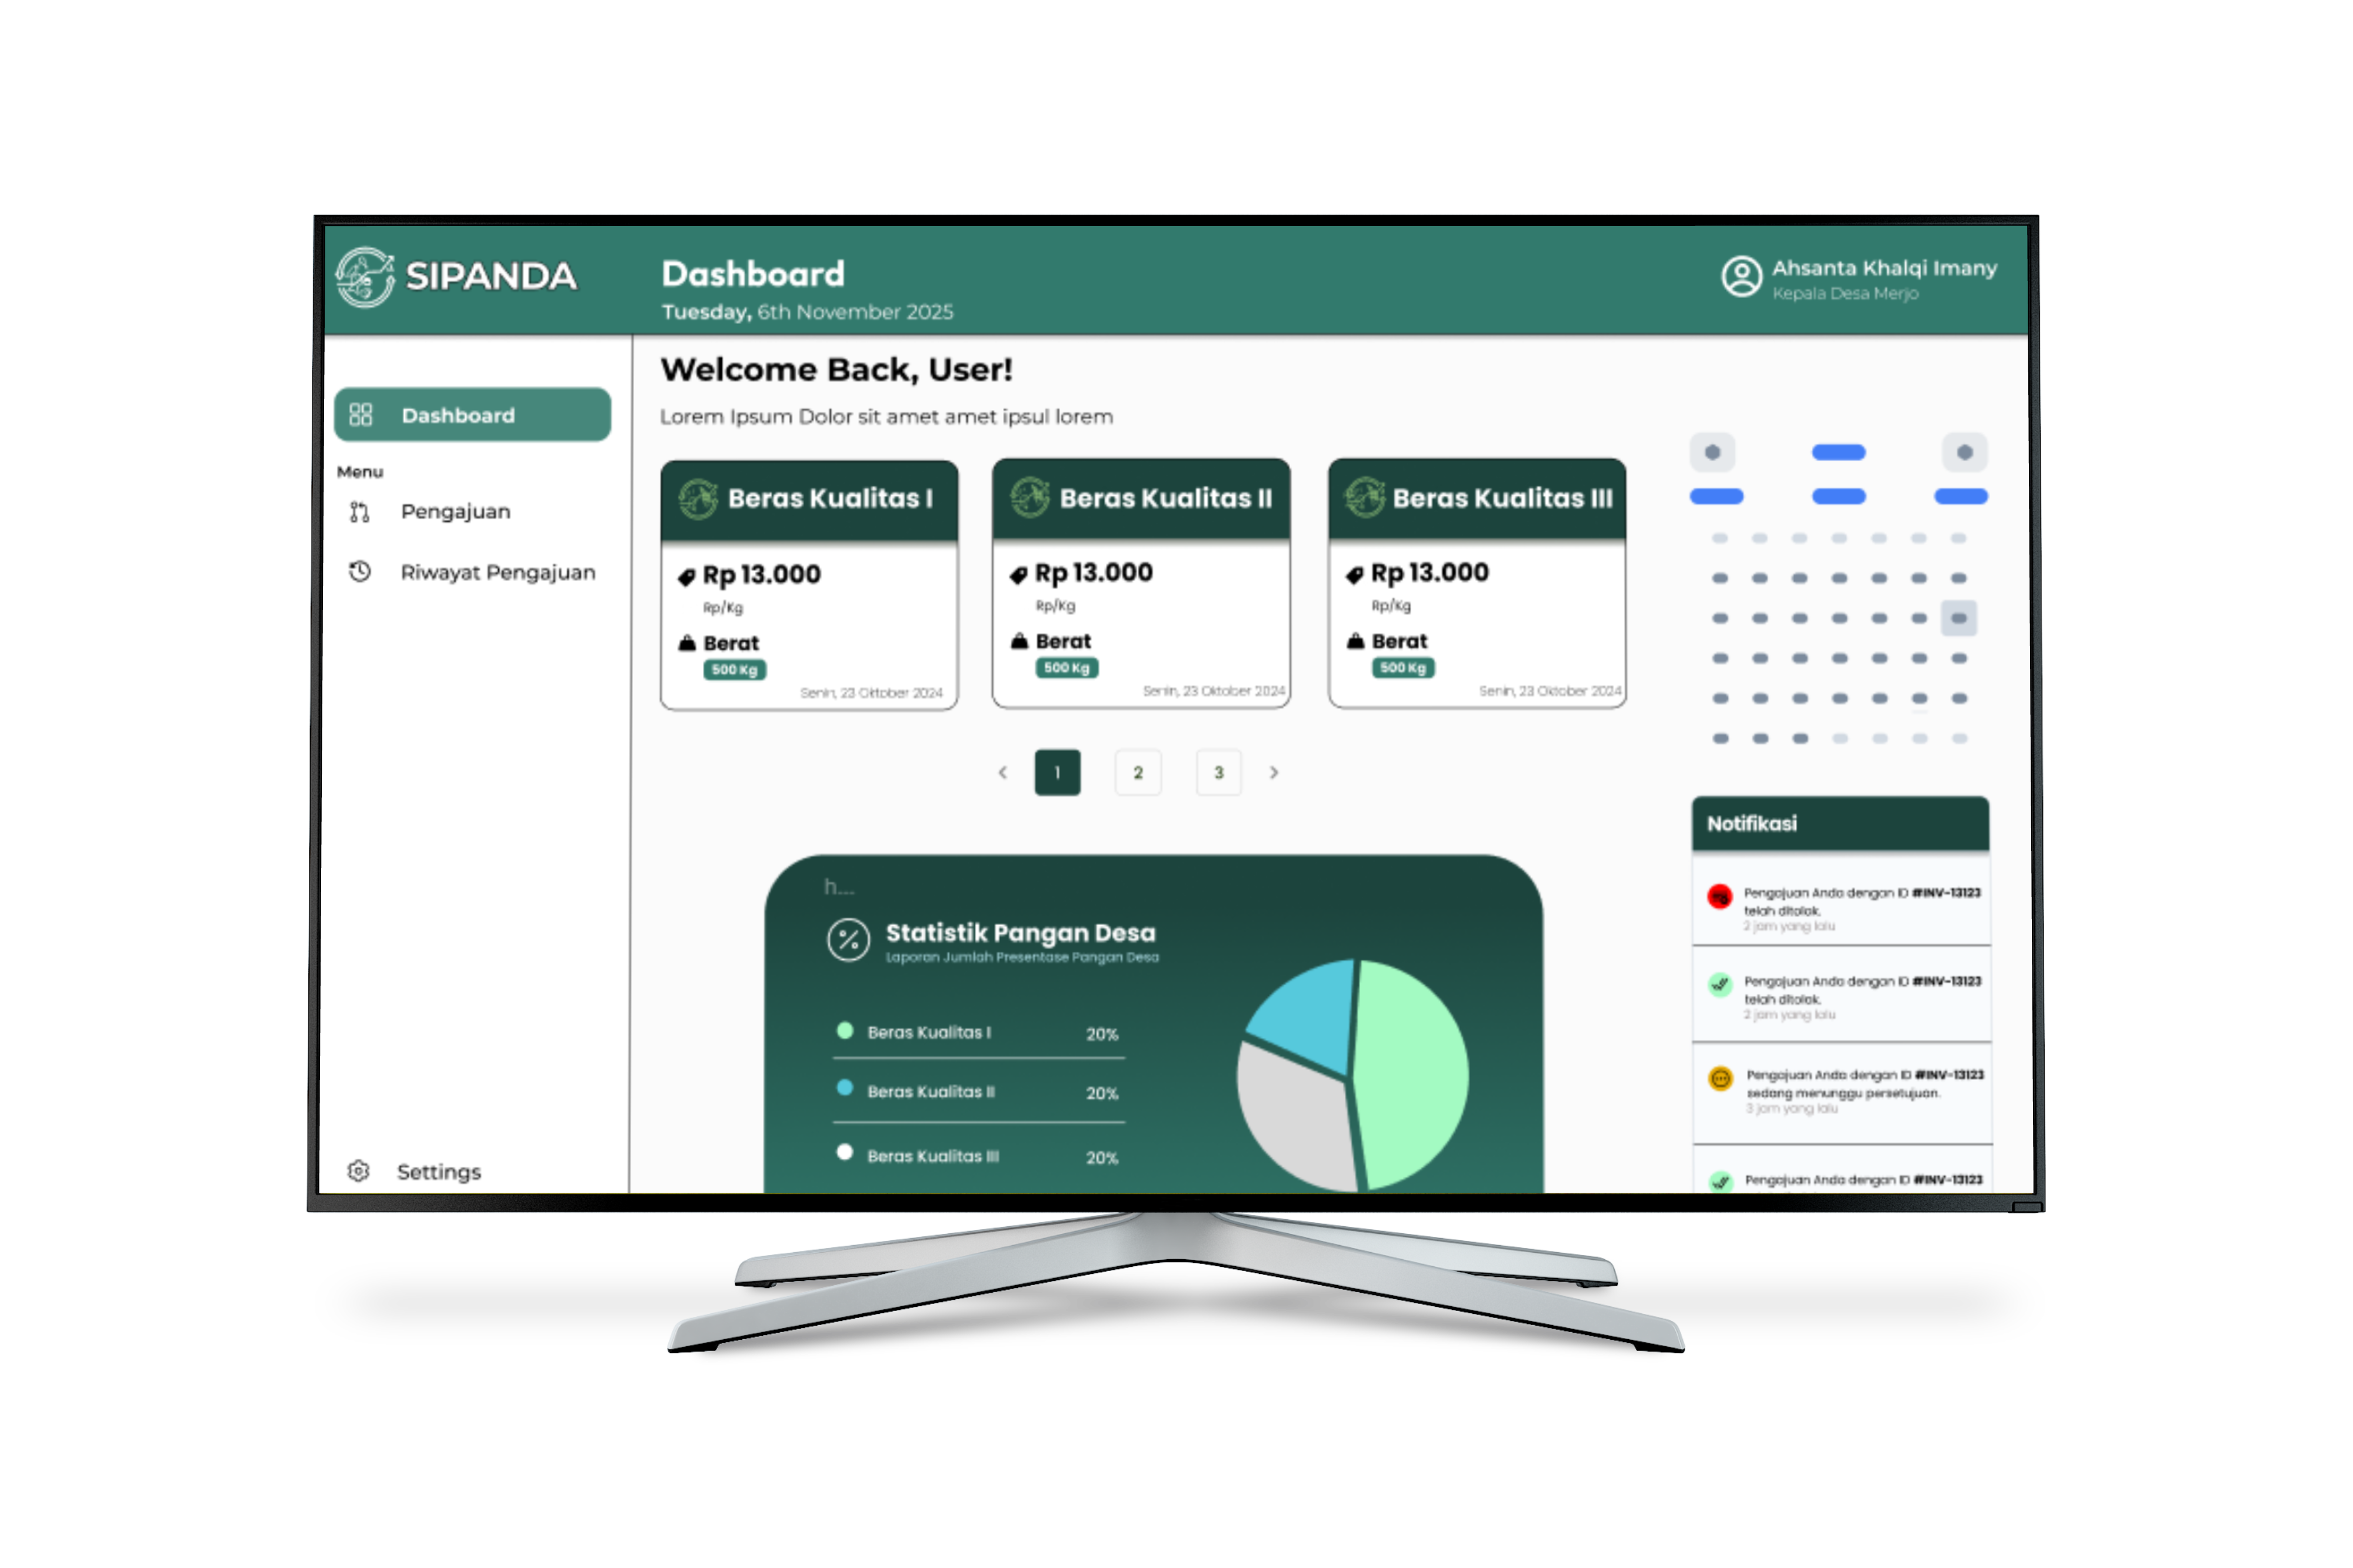 SIPANDA
Dashboard
Tuesday, 6th November 2025
Ahsanta Khalqi Imany
Kepala Desa Merjo
Dashboard
Menu
Pengajuan
Riwayat Pengajuan
Settings
Welcome Back, User!
Lorem Ipsum Dolor sit amet amet ipsul lorem
Beras Kualitas I
Rp 13.000
Rp/Kg
Berat
500 Kg
Senin, 23 Oktober 2024
Beras Kualitas II
Rp 13.000
Rp/Kg
Berat
500 Kg
Senin, 23 Oktober 2024
Beras Kualitas III
Rp 13.000
Rp/Kg
Berat
500 Kg
Senin, 23 Oktober 2024
1 2 3
h...
Statistik Pangan Desa
Laporan Jumlah Presentase Pangan Desa
Beras Kualitas I 20%
Beras Kualitas II 20%
Beras Kualitas III 20%
Notifikasi
Pengajuan Anda dengan ID #INV-13123
telah ditolak.
2 jam yang lalu
Pengajuan Anda dengan ID #INV-13123
telah ditolak.
2 jam yang lalu
Pengajuan Anda dengan ID #INV-13123
sedang menunggu persetujuan.
3 jam yang lalu
Pengajuan Anda dengan ID #INV-13123